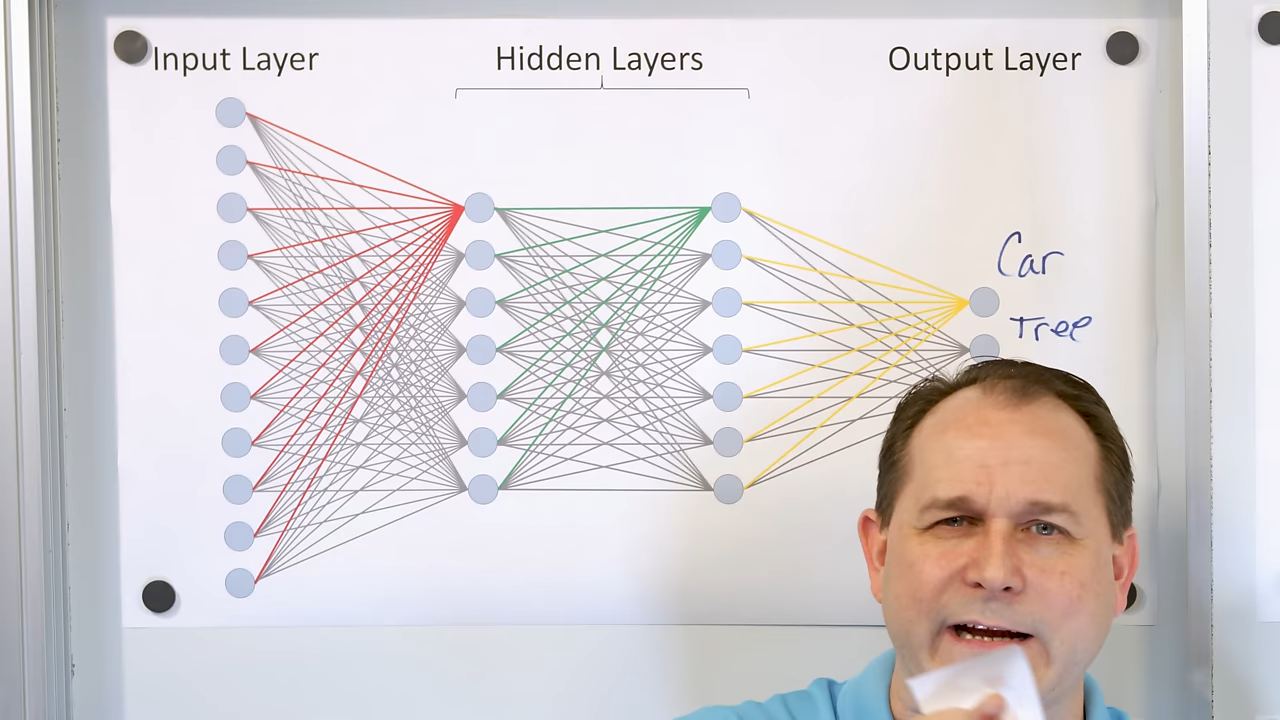 Input Layer
Hidden Layers
Output Layer
Car
Tree